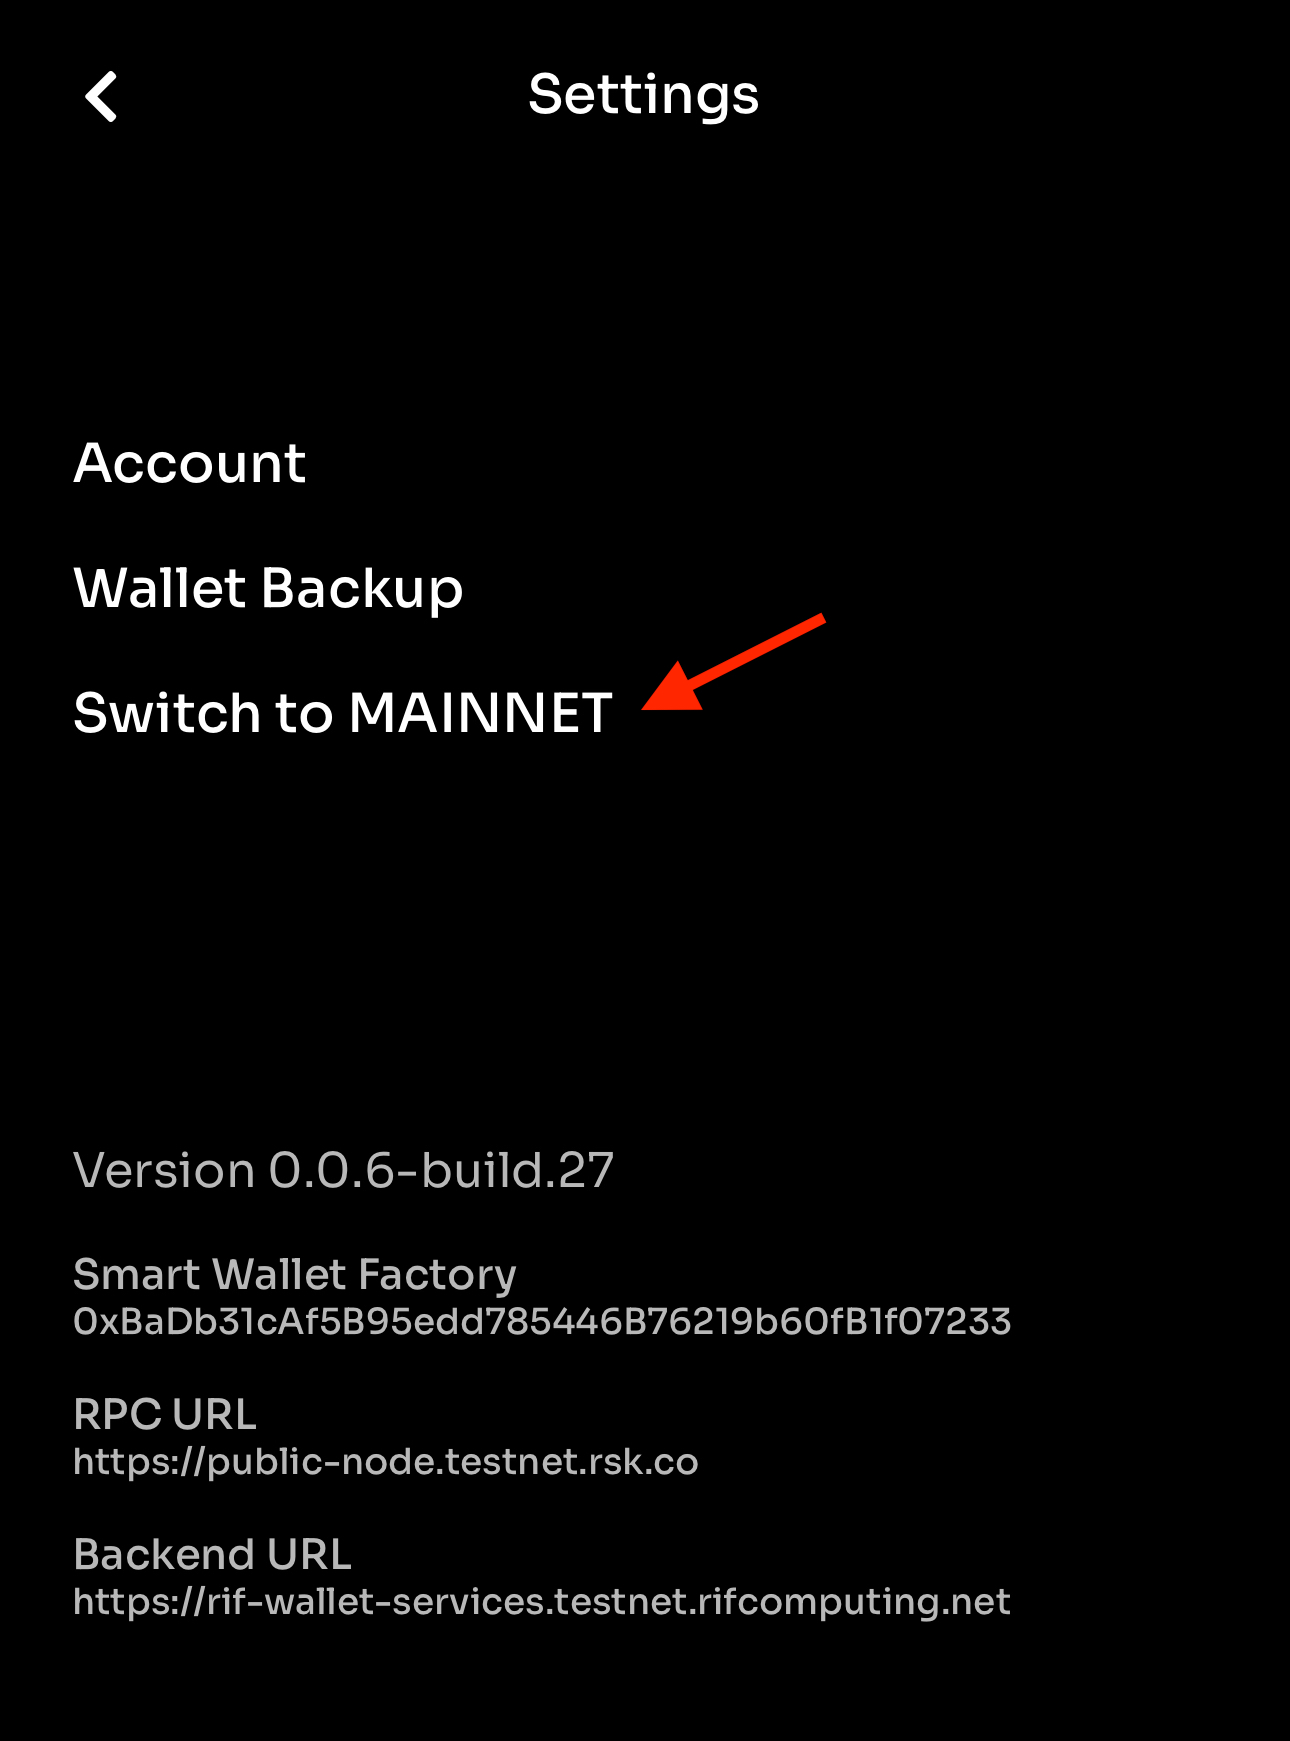 Settings
Account
Wallet Backup
Switch to MAINNET
Version 0.0.6-build.27
Smart Wallet Factory
0xBaDb31cAf5B95edd785446B76219b60fB1f07233
RPC URL
https://public-node.testnet.rsk.co
Backend URL
https://rif-wallet-services.testnet.rifcomputing.net